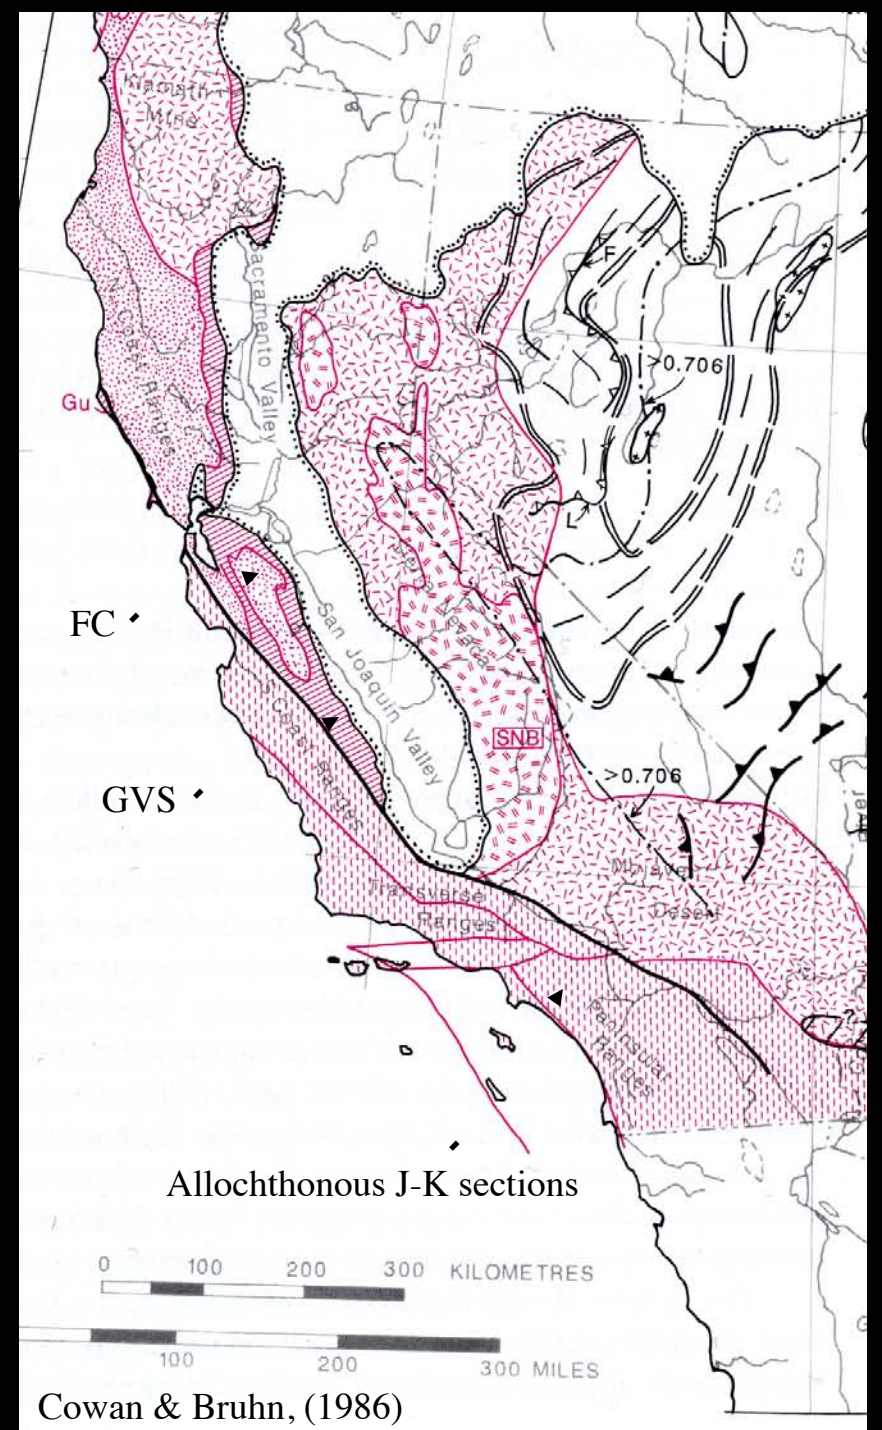 Klamath
Mtns
F
N Coast Ranges
Sacramento Valley
>0.706
Gu
L
Sierra Nevada
FC
San Joaquin Valley
S Coast Ranges
SNB
>0.706
GVS
Mojave
Desert
Transverse
Ranges
?
Peninsular
Ranges
Allochthonous J-K sections
0 100 200 300 KILOMETRES
100 200 300 MILES
Cowan & Bruhn, (1986)